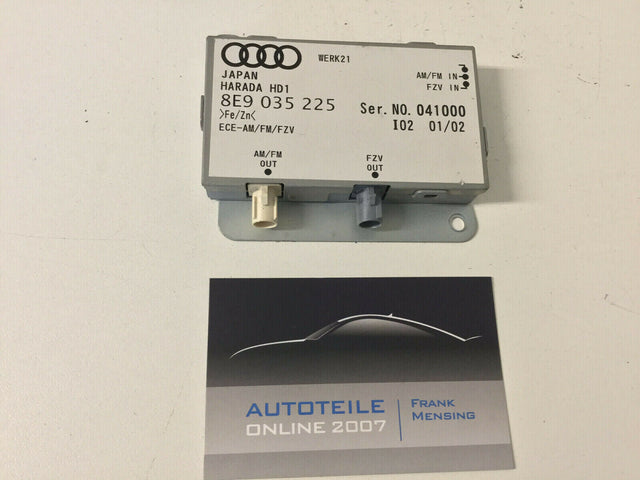 WERK21
JAPAN
HARADA HD1
8E9 035 225
>Fe/Zn<
ECE-AM/FM/FZV
AM/FM IN
FZV IN
Ser. NO. 041000
I02 01/02
AM/FM
OUT
FZV
OUT
AUTOTEILE
ONLINE 2007
FRANK
MENSING